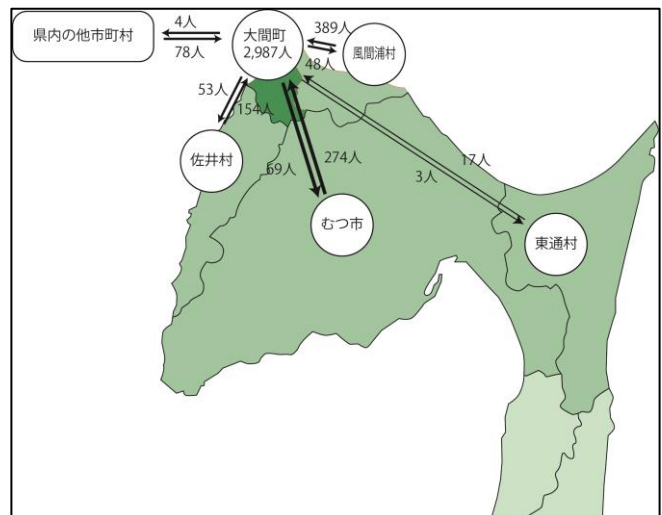 県内の他市町村
4人
78人
大間町
2,987人
389人
48人
風間浦村
53人
154人
佐井村
69人
274人
むつ市
17人
3人
東通村